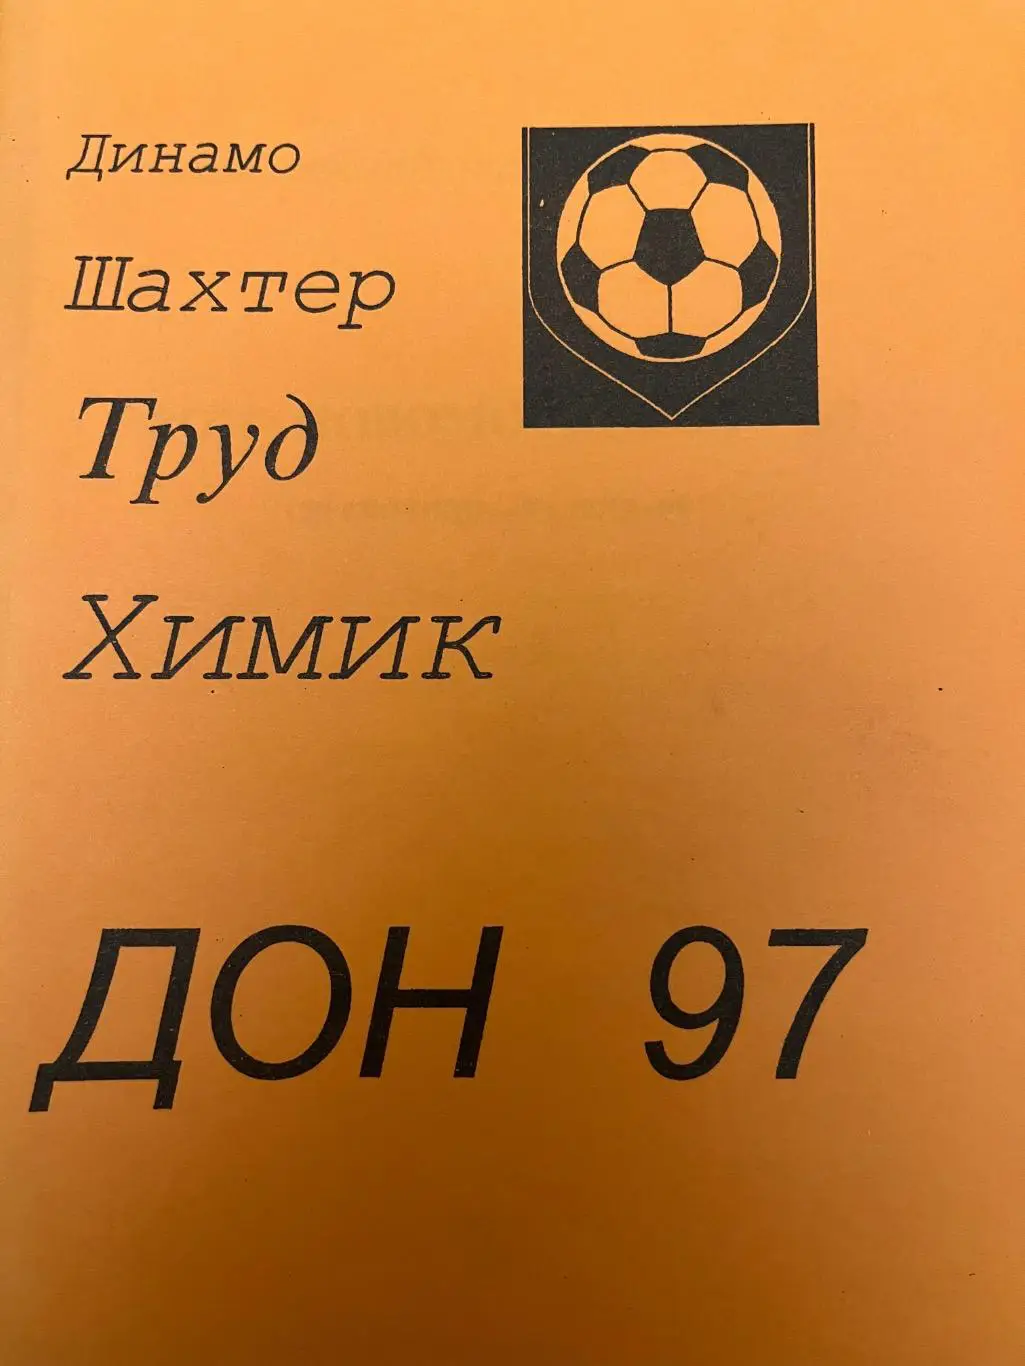 Динамо
Шахтер
Труд
Химик
ДОН 97